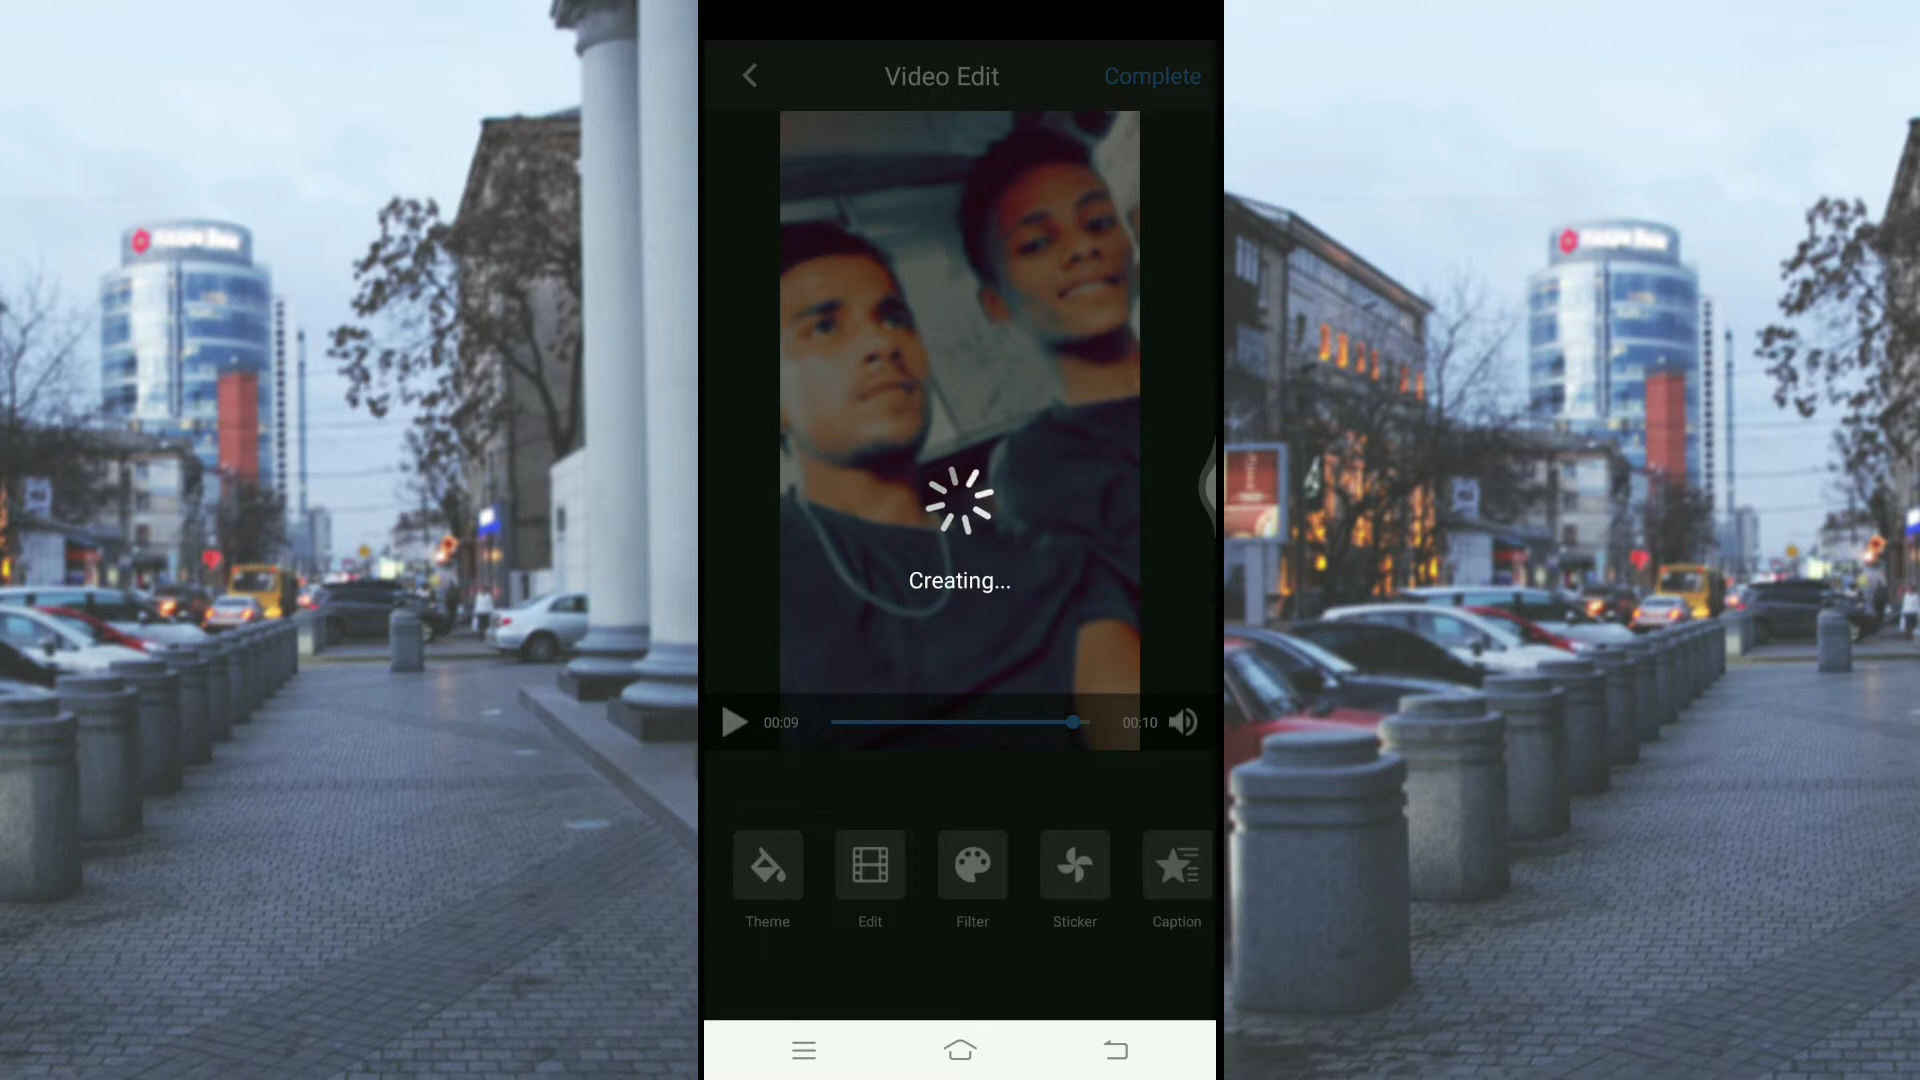 Video Edit
Complete
Creating...
00:09
00:10
Theme
Edit
Filter
Sticker
Caption